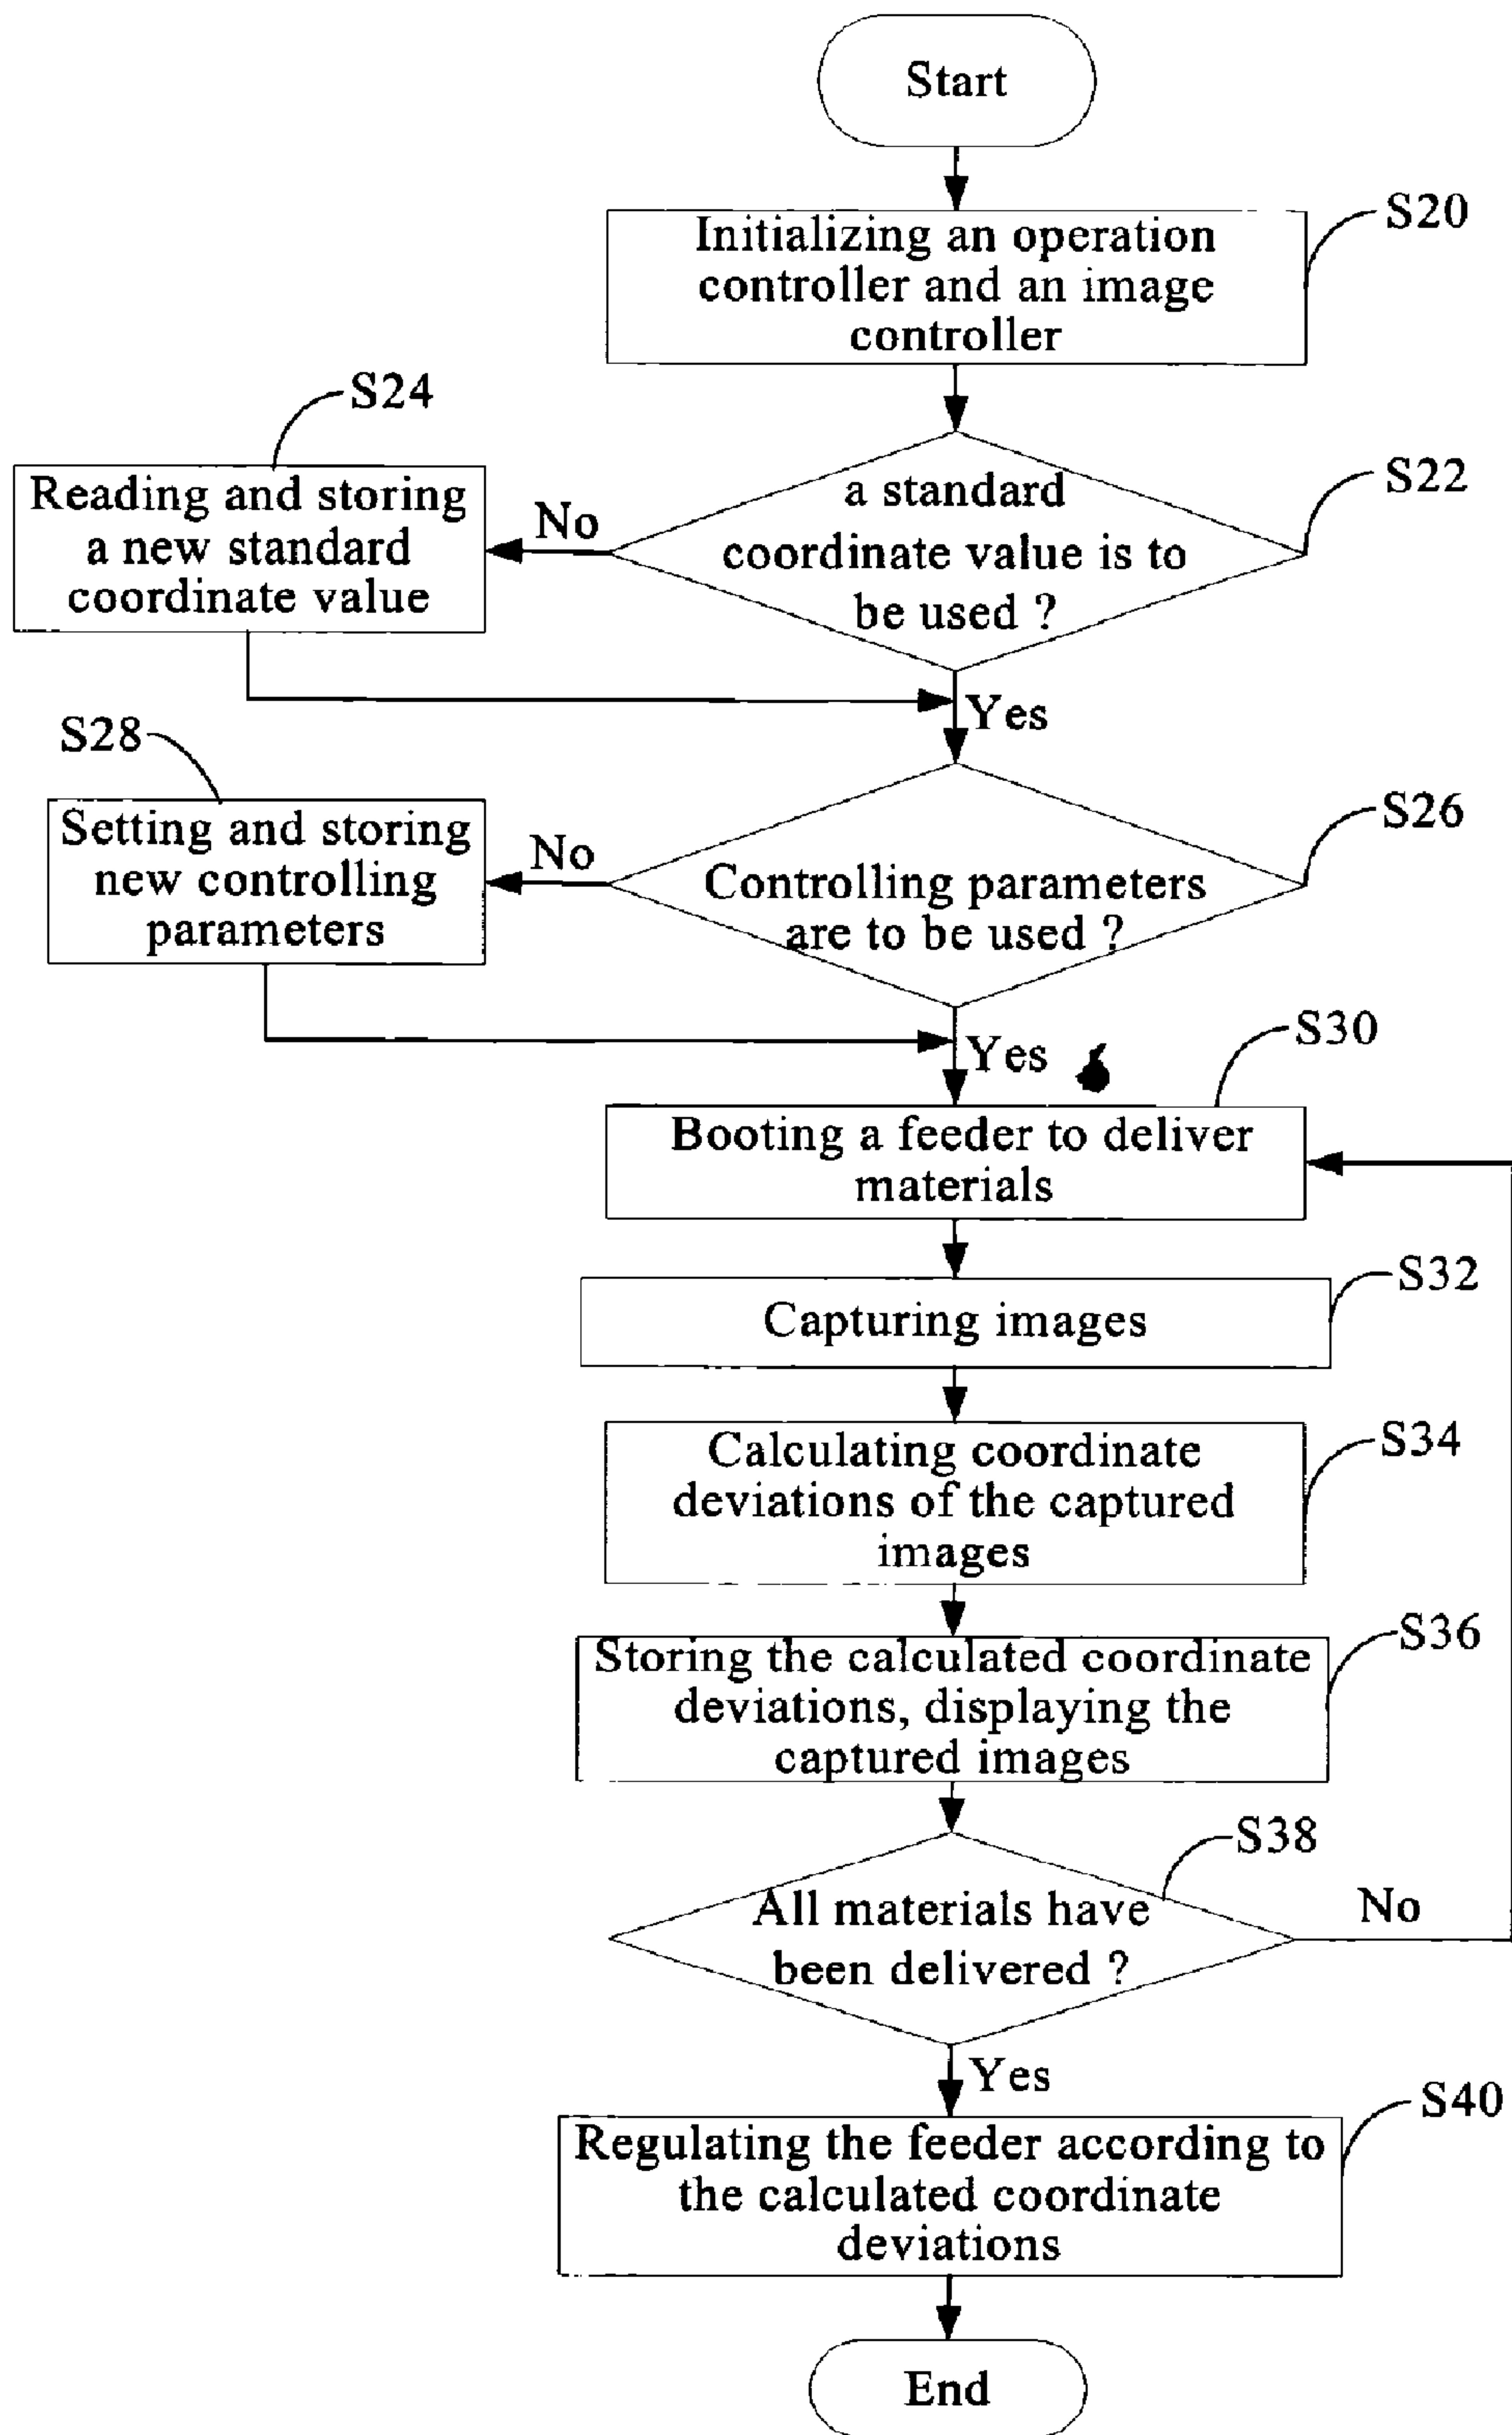 Start
S20
Initializing an operation
controller and an image
controller
S24
Reading and storing
a new standard
coordinate value
No
S22
a standard
coordinate value is to
be used ?
Yes
S28
Setting and storing
new controlling
parameters
No
S26
Controlling parameters
are to be used ?
Yes
S30
Booting a feeder to deliver
materials
S32
Capturing images
S34
Calculating coordinate
deviations of the captured
images
S36
Storing the calculated coordinate
deviations, displaying the
captured images
S38
All materials have
been delivered ?
No
Yes
S40
Regulating the feeder according to
the calculated coordinate
deviations
End